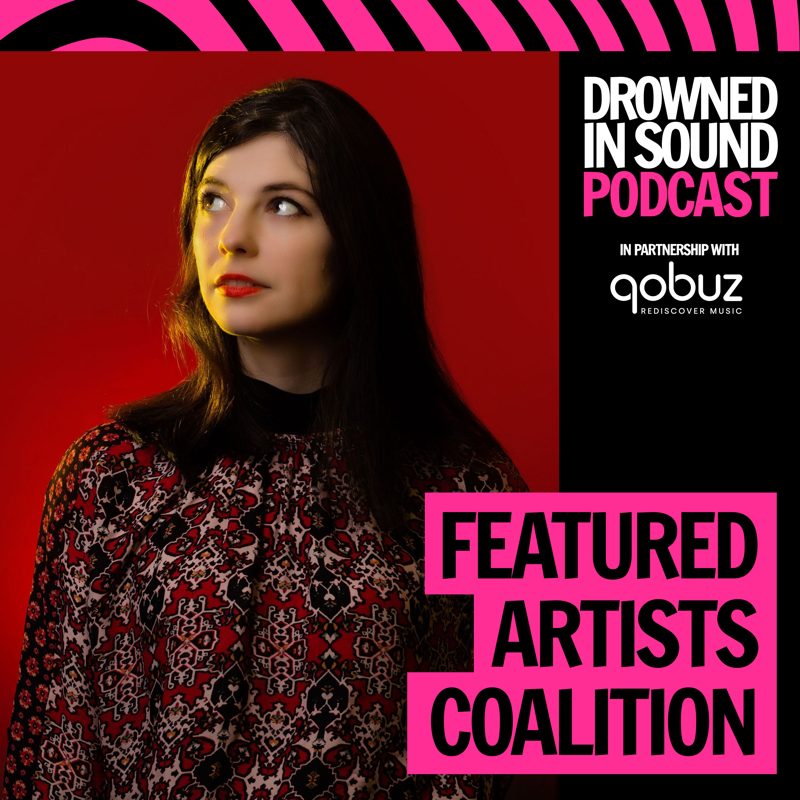 DROWNED
IN SOUND
PODCAST
IN PARTNERSHIP WITH
qobuz
REDISCOVER MUSIC
FEATURED
ARTISTS
COALITION